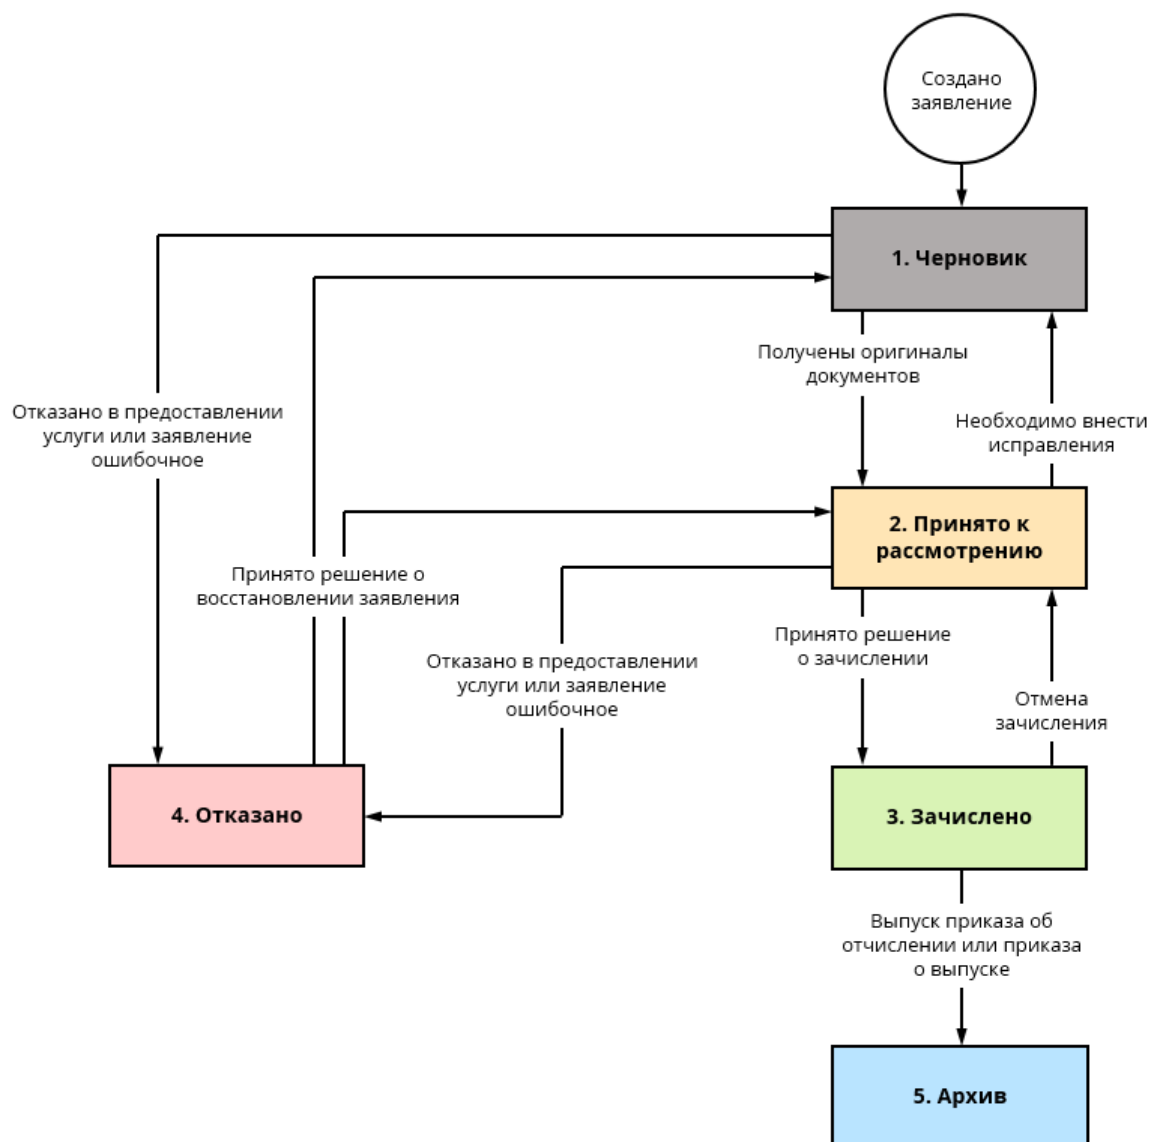 Создано
заявление
1. Черновик
Получены оригиналы
документов
Необходимо внести
исправления
Отказано в предоставлении
услуги или заявление
ошибочное
2. Принято к
рассмотрению
Принято решение о
восстановлении заявления
Отказано в предоставлении
услуги или заявление
ошибочное
Принято решение
о зачислении
Отмена
зачисления
4. Отказано
3. Зачислено
Выпуск приказа об
отчислении или приказа
о выпуске
5. Архив